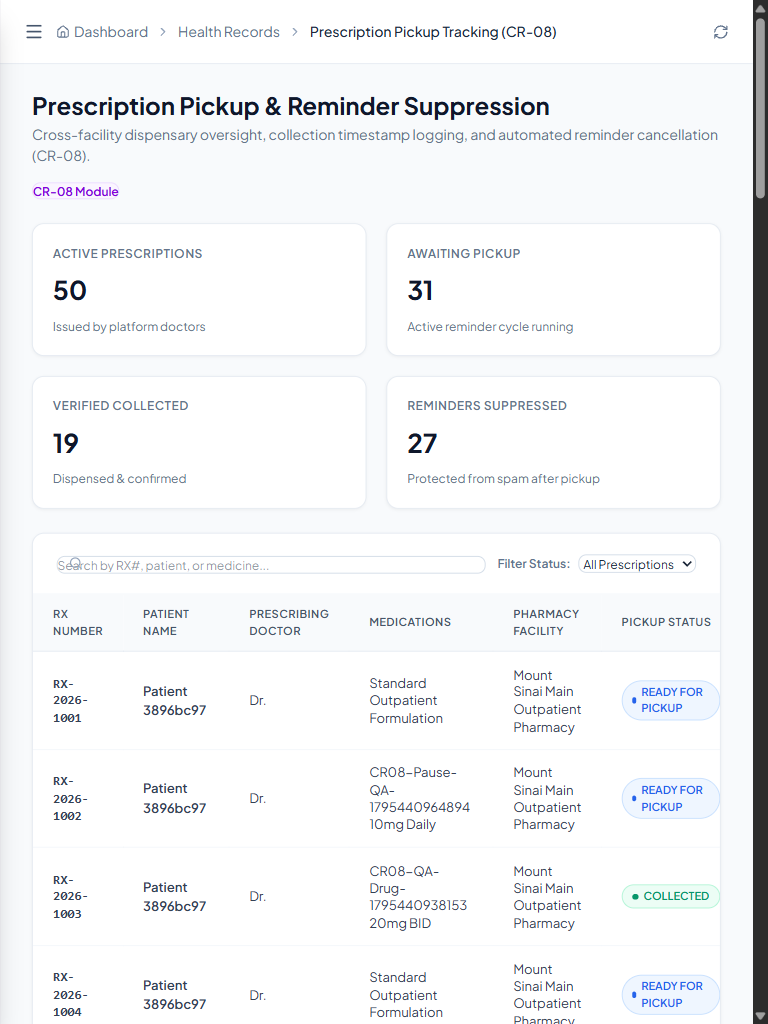 Dashboard > Health Records > Prescription Pickup Tracking (CR-08)
Prescription Pickup & Reminder Suppression
Cross-facility dispensary oversight, collection timestamp logging, and automated reminder cancellation
(CR-08).
CR-08 Module
ACTIVE PRESCRIPTIONS
50
Issued by platform doctors
AWAITING PICKUP
31
Active reminder cycle running
VERIFIED COLLECTED
19
Dispensed & confirmed
REMINDERS SUPPRESSED
27
Protected from spam after pickup
Search by RX#, patient, or medicine...
Filter Status:
All Prescriptions
RX
NUMBER
PATIENT
NAME
PRESCRIBING
DOCTOR
MEDICATIONS
PHARMACY
FACILITY
PICKUP STATUS
RX-
2026-
1001
Patient
3896bc97
Dr.
Standard
Outpatient
Formulation
Mount
Sinai Main
Outpatient
Pharmacy
READY FOR
PICKUP
RX-
2026-
1002
Patient
3896bc97
Dr.
CR08-Pause-
QA-
1795440964894
10mg Daily
Mount
Sinai Main
Outpatient
Pharmacy
READY FOR
PICKUP
RX-
2026-
1003
Patient
3896bc97
Dr.
CR08-QA-
Drug-
1795440938153
20mg BID
Mount
Sinai Main
Outpatient
Pharmacy
COLLECTED
RX-
2026-
1004
Patient
3896bc97
Dr.
Standard
Outpatient
Formulation
Mount
Sinai Main
Outpatient
Pharmacy
READY FOR
PICKUP